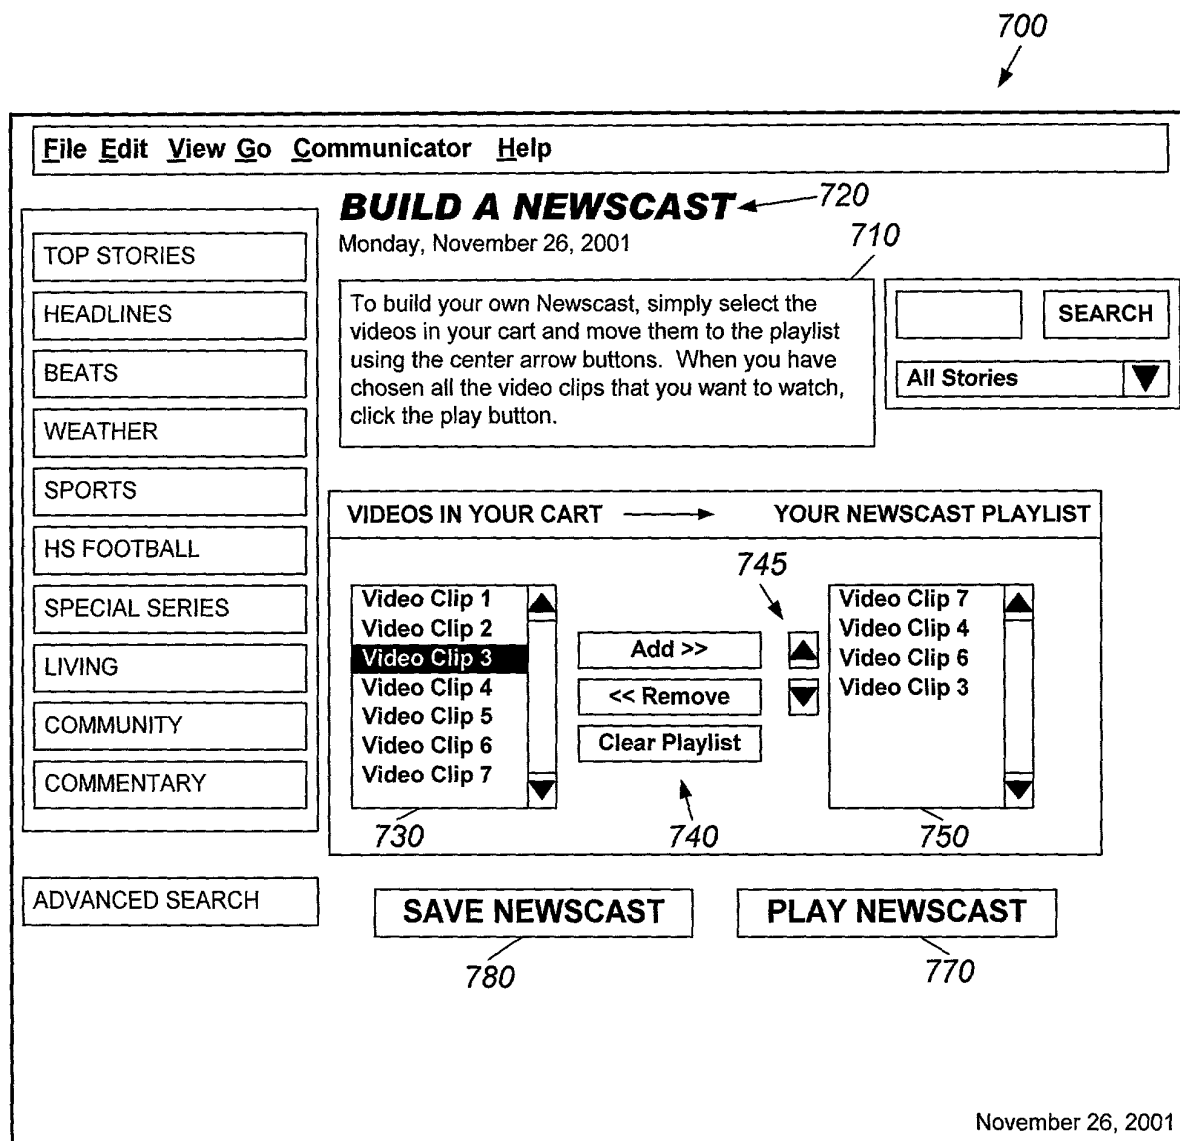 700
File Edit View Go Communicator Help
BUILD A NEWSCAST
720
Monday, November 26, 2001
710
TOP STORIES
HEADLINES
BEATS
WEATHER
SPORTS
HS FOOTBALL
SPECIAL SERIES
LIVING
COMMUNITY
COMMENTARY
ADVANCED SEARCH
To build your own Newscast, simply select the
videos in your cart and move them to the playlist
using the center arrow buttons. When you have
chosen all the video clips that you want to watch,
click the play button.
SEARCH
All Stories
VIDEOS IN YOUR CART
YOUR NEWSCAST PLAYLIST
Video Clip 1
Video Clip 2
Video Clip 3
Video Clip 4
Video Clip 5
Video Clip 6
Video Clip 7
730
Add >>
<< Remove
Clear Playlist
740
745
Video Clip 7
Video Clip 4
Video Clip 6
Video Clip 3
750
SAVE NEWSCAST
780
PLAY NEWSCAST
770
November 26, 2001